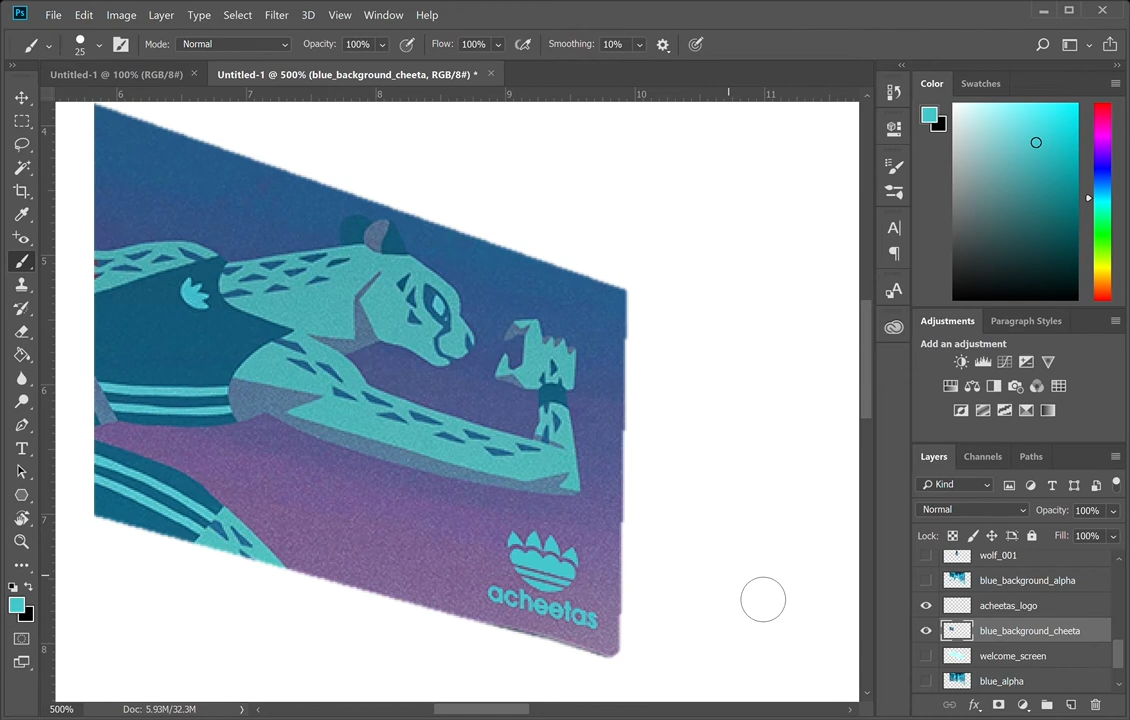 Ps File Edit Image Layer Type Select Filter 3D View Window Help
25 Mode: Normal Opacity: 100% Flow: 100% Smoothing: 10%
Untitled-1 @ 100% (RGB/8#) × Untitled-1 @ 500% (blue_background_cheeta, RGB/8#) * ×
6 7 8 9 10 11
4
5
6
7
8
acheetas
Color Swatches
Adjustments Paragraph Styles
Add an adjustment
Layers Channels Paths
Kind
Normal Opacity: 100%
Lock: Fill: 100%
wolf_001
blue_background_alpha
acheetas_logo
blue_background_cheeta
welcome_screen
blue_alpha
fx
500% Doc: 5.93M/32.3M